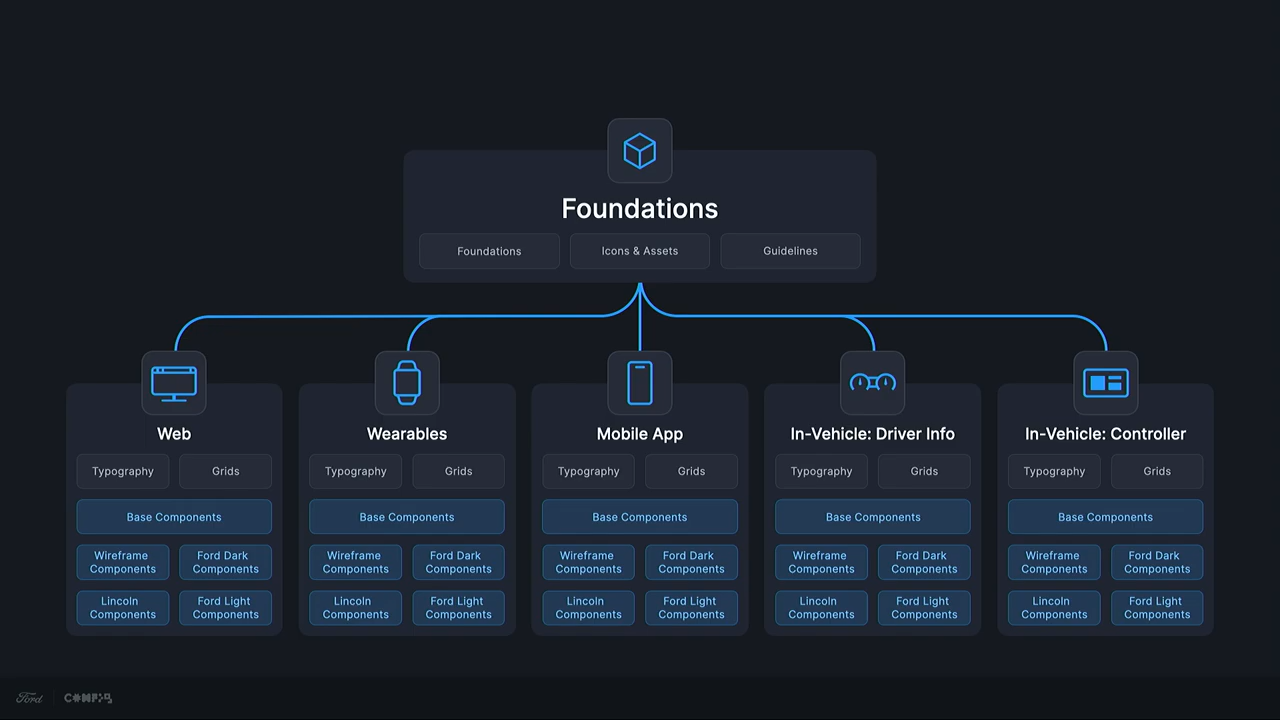 Foundations
Foundations
Icons & Assets
Guidelines
Web
Typography
Grids
Base Components
Wireframe
Components
Ford Dark
Components
Lincoln
Components
Ford Light
Components
Wearables
Typography
Grids
Base Components
Wireframe
Components
Ford Dark
Components
Lincoln
Components
Ford Light
Components
Mobile App
Typography
Grids
Base Components
Wireframe
Components
Ford Dark
Components
Lincoln
Components
Ford Light
Components
In-Vehicle: Driver Info
Typography
Grids
Base Components
Wireframe
Components
Ford Dark
Components
Lincoln
Components
Ford Light
Components
In-Vehicle: Controller
Typography
Grids
Base Components
Wireframe
Components
Ford Dark
Components
Lincoln
Components
Ford Light
Components
Ford
CONFIG